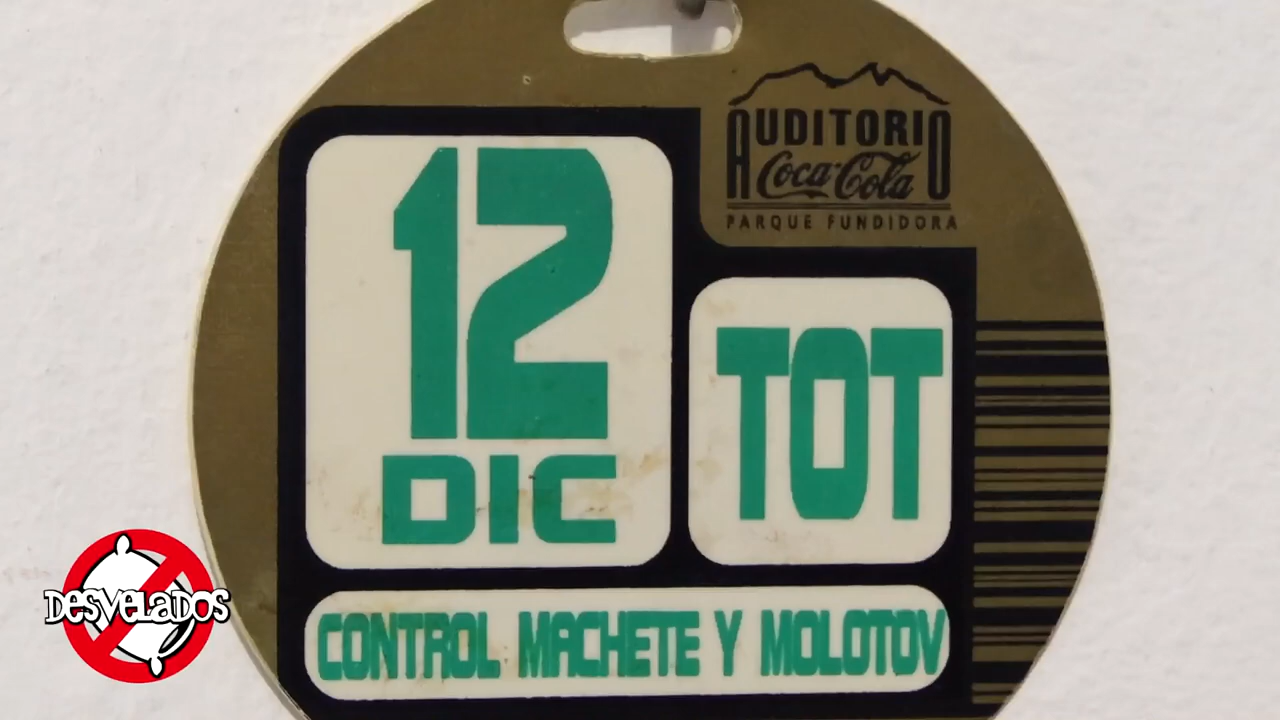 AUDITORIO
Coca-Cola
PARQUE FUNDIDORA
12
DIC
TOT
CONTROL MACHETE Y MOLOTOV
DESVELADOS